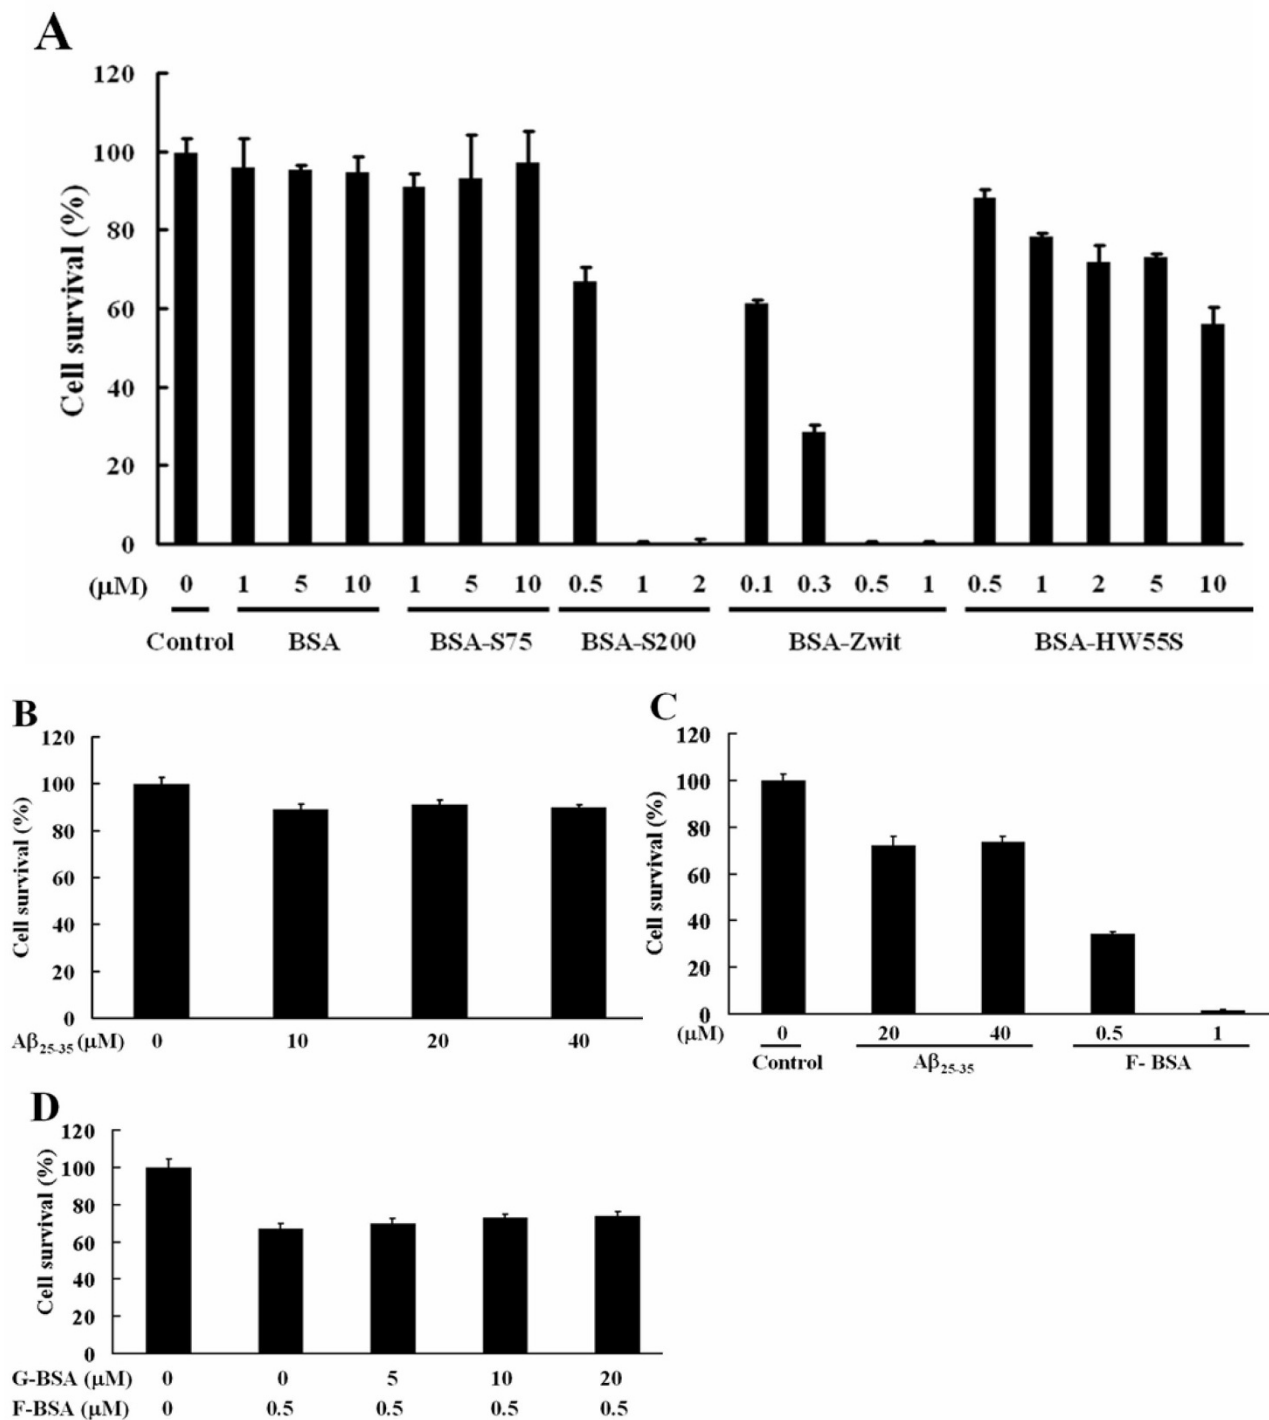 A
120
100
80
60
40
20
0
Cell survival (%)
(μM) 0 1 5 10 1 5 10 0.5 1 2 0.1 0.3 0.5 1 0.5 1 2 5 10
Control BSA BSA-S75 BSA-S200 BSA-Zwit BSA-HW55S
B
120
100
80
60
40
20
0
Cell survival (%)
Aβ25-35 (μM) 0 10 20 40
C
120
100
80
60
40
20
0
Cell survival (%)
(μM) 0 20 40 0.5 1
Control Aβ25-35 F- BSA
D
120
100
80
60
40
20
0
Cell survival (%)
G-BSA (μM) 0 0 5 10 20
F-BSA (μM) 0 0.5 0.5 0.5 0.5